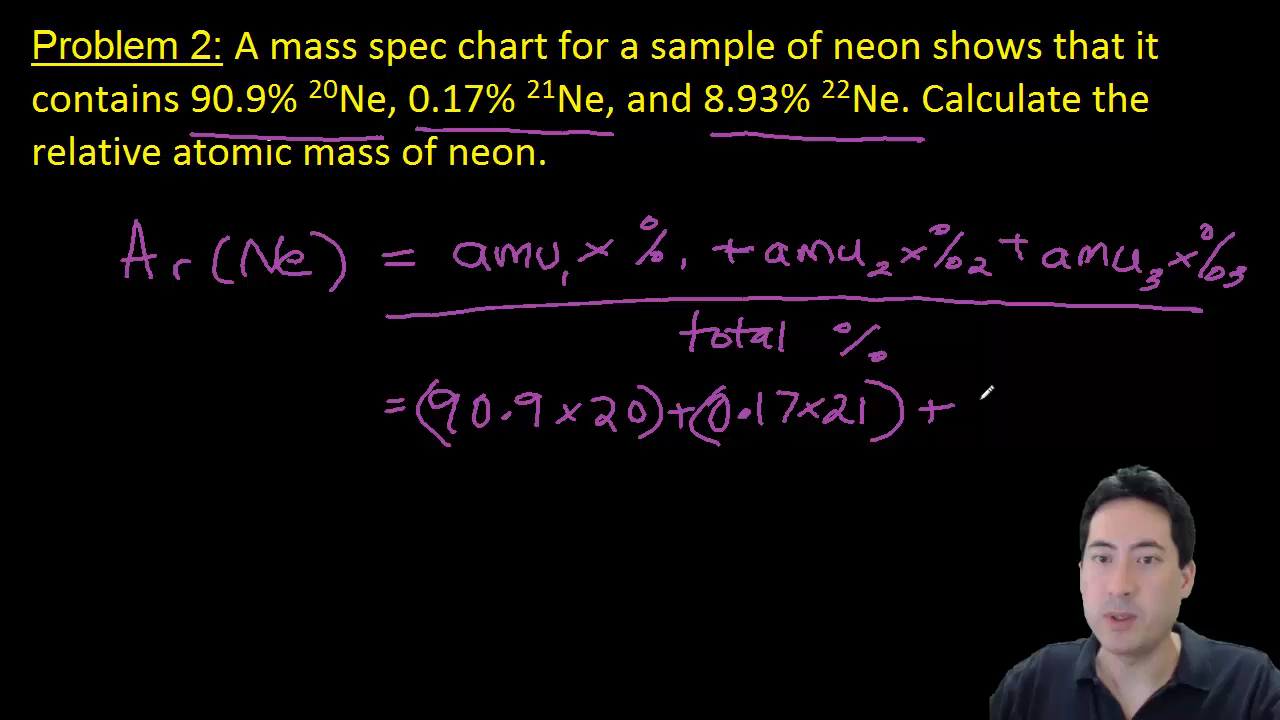 Problem 2: A mass spec chart for a sample of neon shows that it
contains 90.9% ²⁰Ne, 0.17% ²¹Ne, and 8.93% ²²Ne. Calculate the
relative atomic mass of neon.
Ar(Ne) = amu₁ × %₁ + amu₂ × %₂ + amu₃ × %₃
total %
= (90.9 × 20) + (0.17 × 21) +